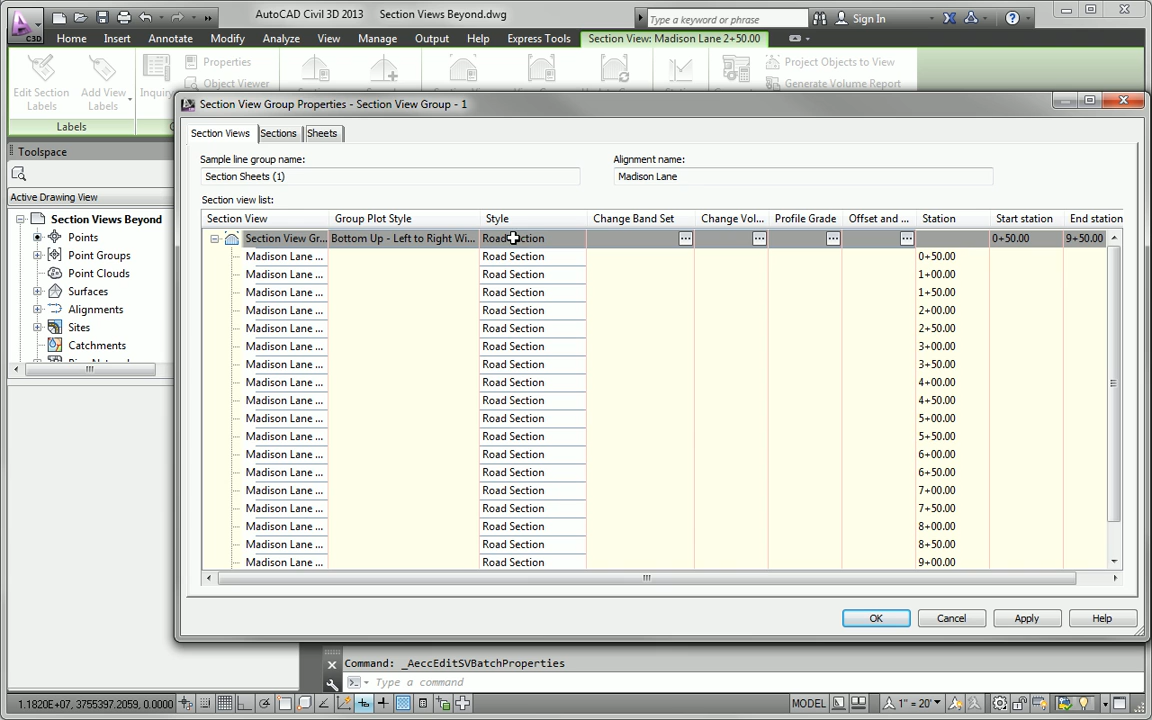 AutoCAD Civil 3D 2013 Section Views Beyond.dwg
Type a keyword or phrase
Sign In
C3D
Home Insert Annotate Modify Analyze View Manage Output Help Express Tools Section View: Madison Lane 2+50.00
Edit Section
Labels
Add View
Labels
Inquiry
Properties
Object Viewer
Project Objects to View
Generate Volume Report
Labels
Section View Group Properties - Section View Group - 1
Section Views Sections Sheets
Sample line group name:
Section Sheets (1)
Alignment name:
Madison Lane
Section view list:
Section View Group Plot Style Style Change Band Set Change Vol... Profile Grade Offset and ... Station Start station End station
Section View Gr... Bottom Up - Left to Right Wi... Road Section ... ... ... ... 0+50.00 9+50.00
Madison Lane ... Road Section 0+50.00
Madison Lane ... Road Section 1+00.00
Madison Lane ... Road Section 1+50.00
Madison Lane ... Road Section 2+00.00
Madison Lane ... Road Section 2+50.00
Madison Lane ... Road Section 3+00.00
Madison Lane ... Road Section 3+50.00
Madison Lane ... Road Section 4+00.00
Madison Lane ... Road Section 4+50.00
Madison Lane ... Road Section 5+00.00
Madison Lane ... Road Section 5+50.00
Madison Lane ... Road Section 6+00.00
Madison Lane ... Road Section 6+50.00
Madison Lane ... Road Section 7+00.00
Madison Lane ... Road Section 7+50.00
Madison Lane ... Road Section 8+00.00
Madison Lane ... Road Section 8+50.00
Madison Lane ... Road Section 9+00.00
OK Cancel Apply Help
Toolspace
Active Drawing View
Section Views Beyond
Points
Point Groups
Point Clouds
Surfaces
Alignments
Sites
Catchments
Command: _AeccEditSVBatchProperties
Type a command
1.1820E+07, 3755397.2059, 0.0000
MODEL
1" = 20'